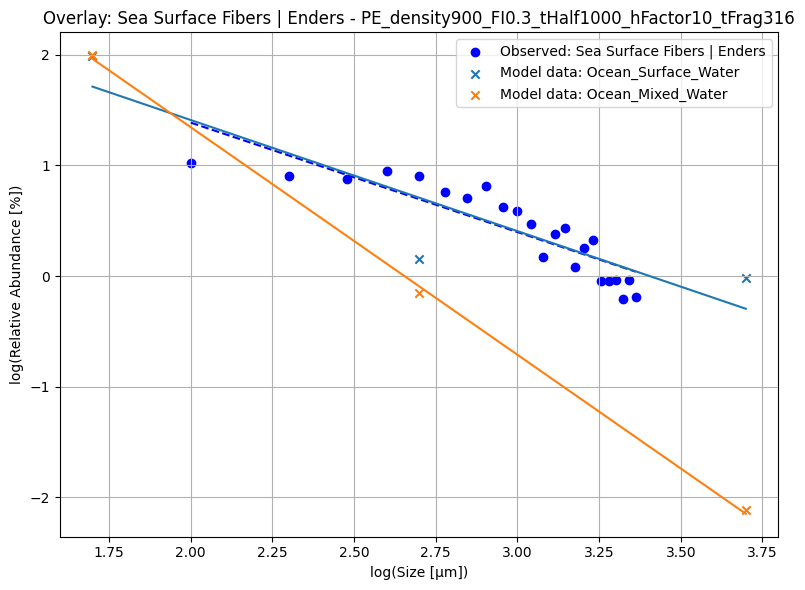 Overlay: Sea Surface Fibers | Enders - PE_density900_FI0.3_tHalf1000_hFactor10_tFrag316
Observed: Sea Surface Fibers | Enders
Model data: Ocean_Surface_Water
Model data: Ocean_Mixed_Water
log(Relative Abundance [%])
2
1
0
−1
−2
1.75 2.00 2.25 2.50 2.75 3.00 3.25 3.50 3.75
log(Size [μm])